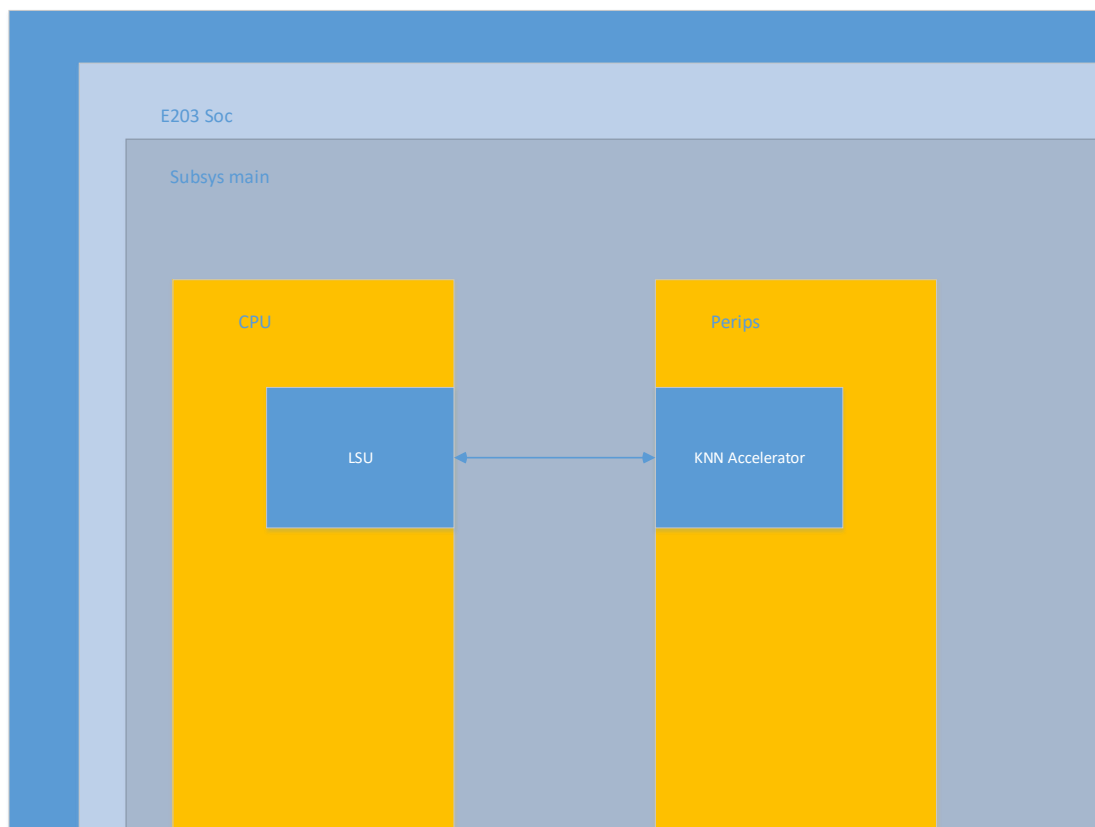 E203 Soc
Subsys main
CPU
Perips
LSU
KNN Accelerator